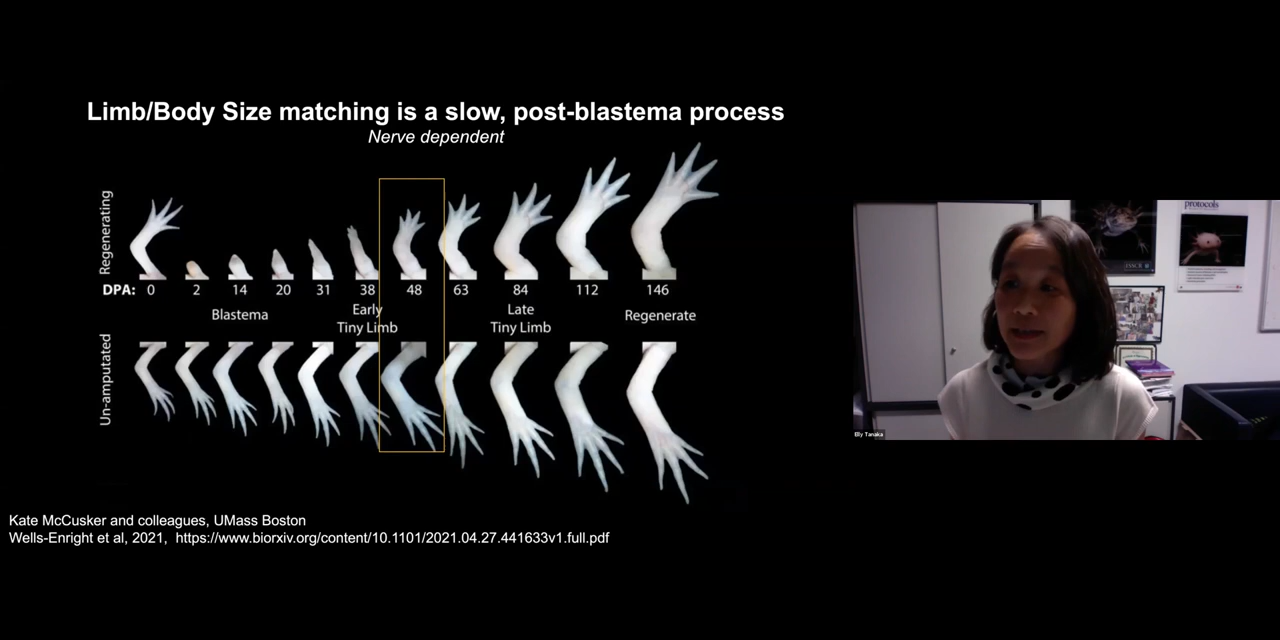 Limb/Body Size matching is a slow, post-blastema process
Nerve dependent
Regenerating
DPA: 0 2 14 20 31 38 48 63 84 112 146
Blastema
Early
Tiny Limb
Late
Tiny Limb
Regenerate
Un-amputated
Kate McCusker and colleagues, UMass Boston
Wells-Enright et al, 2021, https://www.biorxiv.org/content/10.1101/2021.04.27.441633v1.full.pdf
protocols
Elly Tanaka